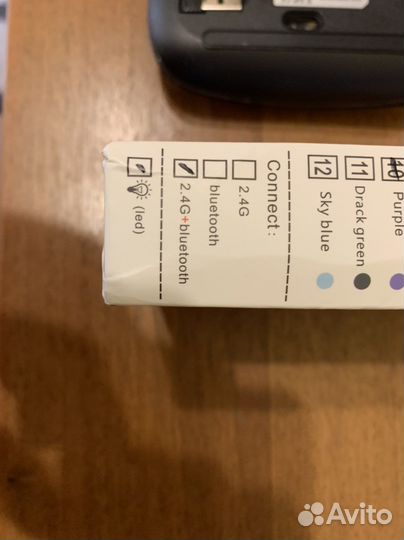 10 Purple
11 Drack green
12 Sky blue
Connect:
2.4G
bluetooth
2.4G+bluetooth
(led)
Avito